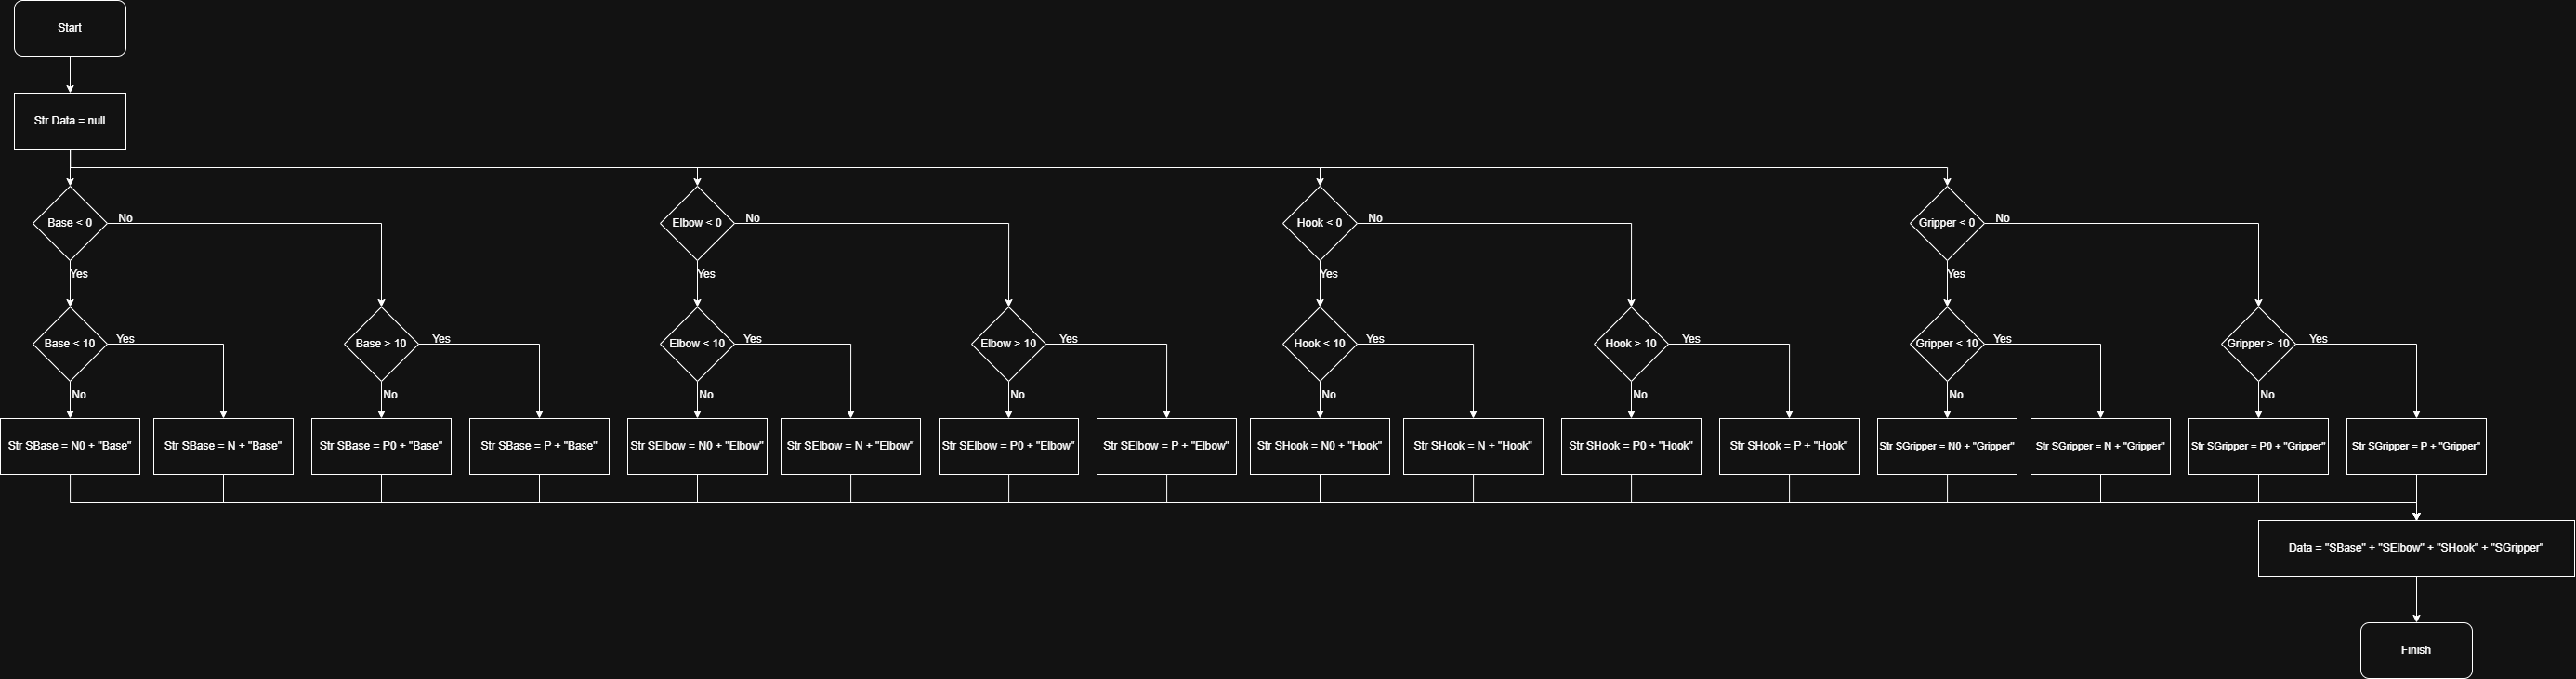 Start
Str Data = null
Base < 0
No
Elbow < 0
No
Hook < 0
No
Gripper < 0
No
Yes
Yes
Yes
Yes
Base < 10
Yes
Base > 10
Yes
Elbow < 10
Yes
Elbow > 10
Yes
Hook < 10
Yes
Hook > 10
Yes
Gripper < 10
Yes
Gripper > 10
Yes
No
No
No
No
No
No
No
No
Str SBase = N0 + "Base"
Str SBase = N + "Base"
Str SBase = P0 + "Base"
Str SBase = P + "Base"
Str SElbow = N0 + "Elbow"
Str SElbow = N + "Elbow"
Str SElbow = P0 + "Elbow"
Str SElbow = P + "Elbow"
Str SHook = N0 + "Hook"
Str SHook = N + "Hook"
Str SHook = P0 + "Hook"
Str SHook = P + "Hook"
Str SGripper = N0 + "Gripper"
Str SGripper = N + "Gripper"
Str SGripper = P0 + "Gripper"
Str SGripper = P + "Gripper"
Data = "SBase" + "SElbow" + "SHook" + "SGripper"
Finish